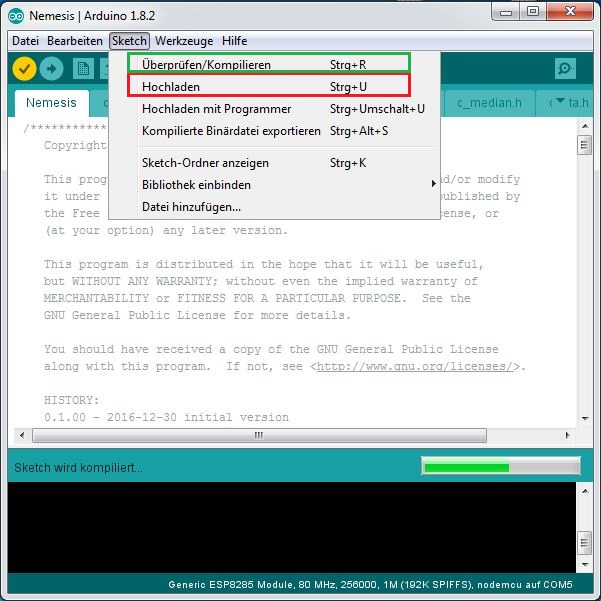 Nemesis | Arduino 1.8.2
Datei Bearbeiten Sketch Werkzeuge Hilfe
Überprüfen/Kompilieren Strg+R
Hochladen Strg+U
Hochladen mit Programmer Strg+Umschalt+U
Kompilierte Binärdatei exportieren Strg+Alt+S
Sketch-Ordner anzeigen Strg+K
Bibliothek einbinden
Datei hinzufügen...
Nemesis c c_median.h ta.h
/***********
Copyright
This prog nd/or modify
it under ublished by
the Free ense, or
(at your option) any later version.
This program is distributed in the hope that it will be useful,
but WITHOUT ANY WARRANTY; without even the implied warranty of
MERCHANTABILITY or FITNESS FOR A PARTICULAR PURPOSE. See the
GNU General Public License for more details.
You should have received a copy of the GNU General Public License
along with this program. If not, see <http://www.gnu.org/licenses/>.
HISTORY:
0.1.00 - 2016-12-30 initial version
Sketch wird kompiliert...
Generic ESP8285 Module, 80 MHz, 256000, 1M (192K SPIFFS), nodemcu auf COM5